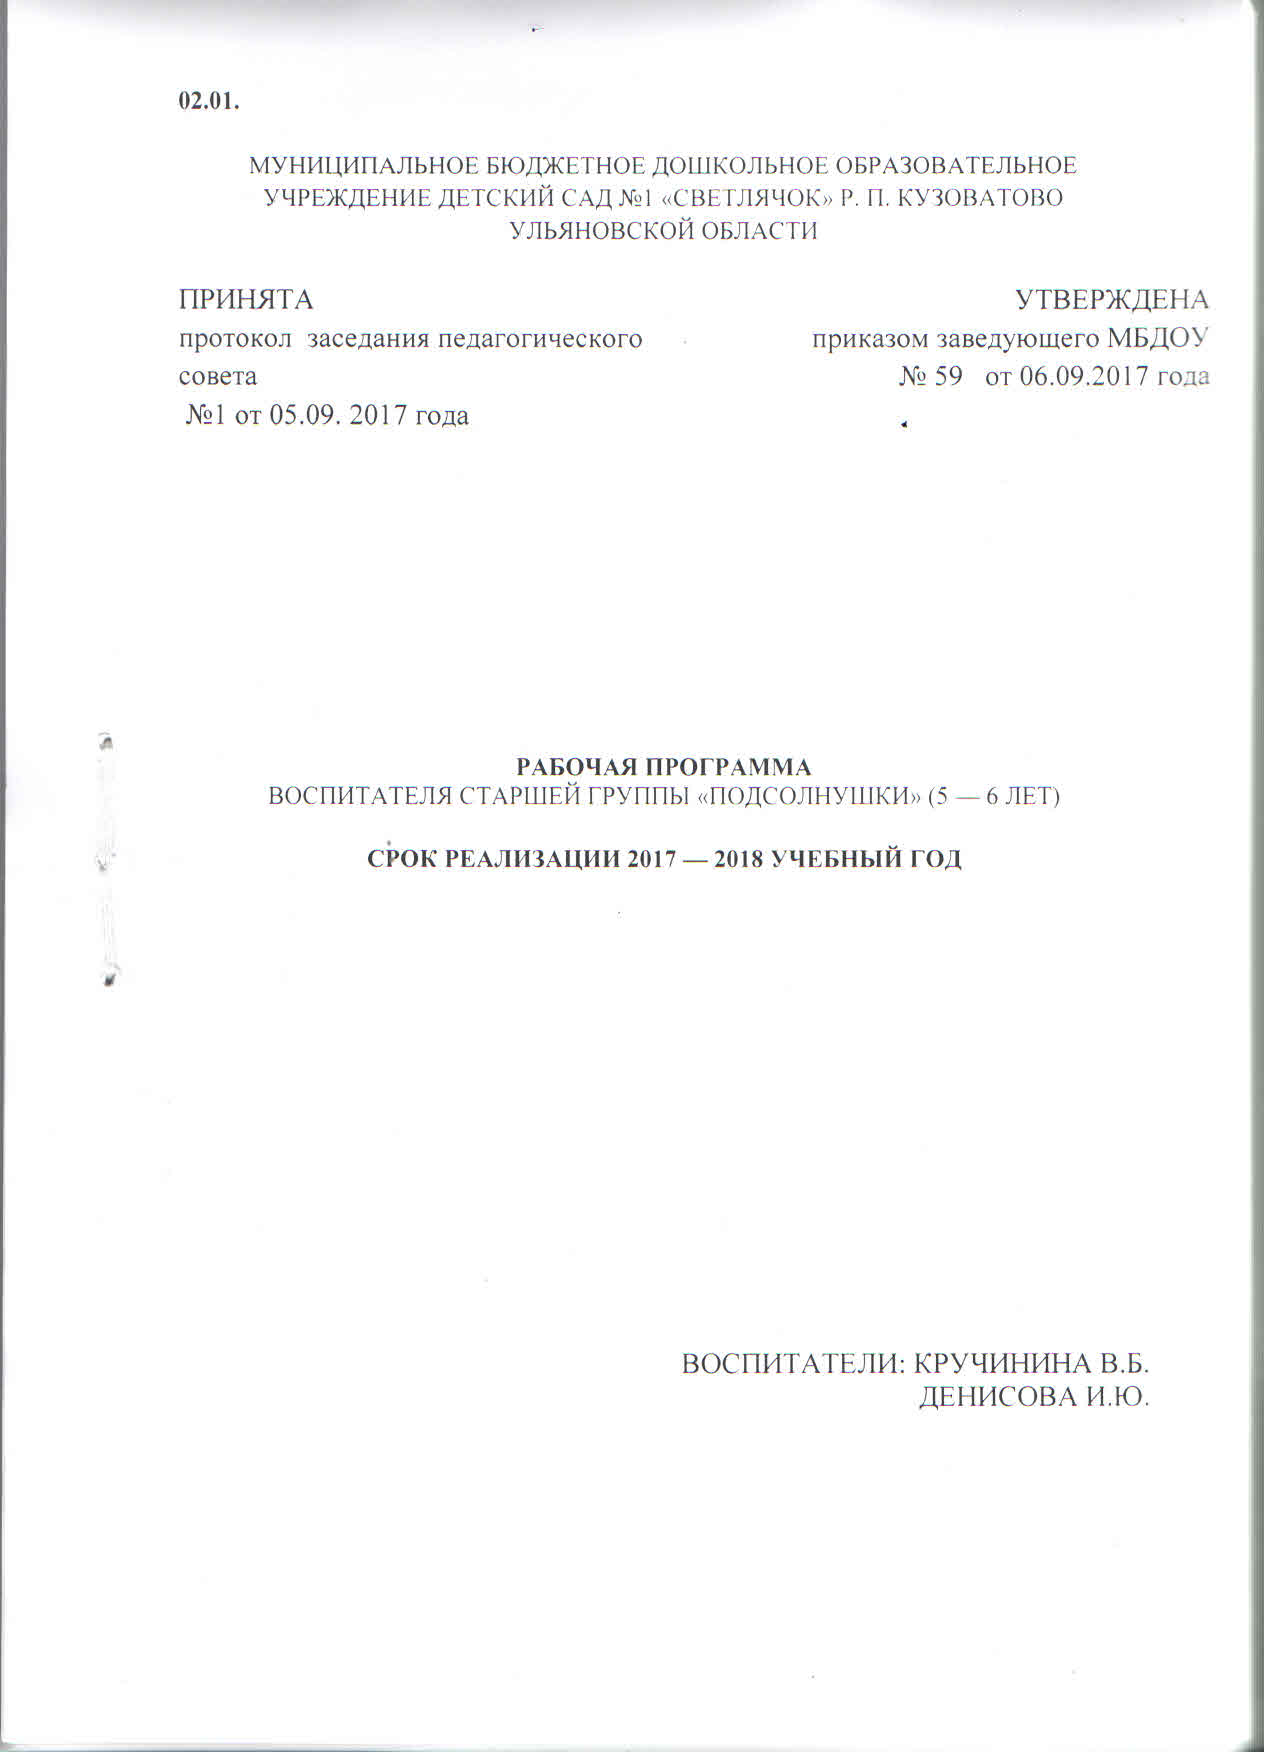 02.01.
МУНИЦИПАЛЬНОЕ БЮДЖЕТНОЕ ДОШКОЛЬНОЕ ОБРАЗОВАТЕЛЬНОЕ
УЧРЕЖДЕНИЕ ДЕТСКИЙ САД №1 «СВЕТЛЯЧОК» Р. П. КУЗОВАТОВО
УЛЬЯНОВСКОЙ ОБЛАСТИ
ПРИНЯТА
протокол заседания педагогического
совета
№1 от 05.09. 2017 года
УТВЕРЖДЕНА
приказом заведующего МБДОУ
№ 59 от 06.09.2017 года
РАБОЧАЯ ПРОГРАММА
ВОСПИТАТЕЛЯ СТАРШЕЙ ГРУППЫ «ПОДСОЛНУШКИ» (5 — 6 ЛЕТ)
СРОК РЕАЛИЗАЦИИ 2017 — 2018 УЧЕБНЫЙ ГОД
ВОСПИТАТЕЛИ: КРУЧИНИНА В.Б.
ДЕНИСОВА И.Ю.